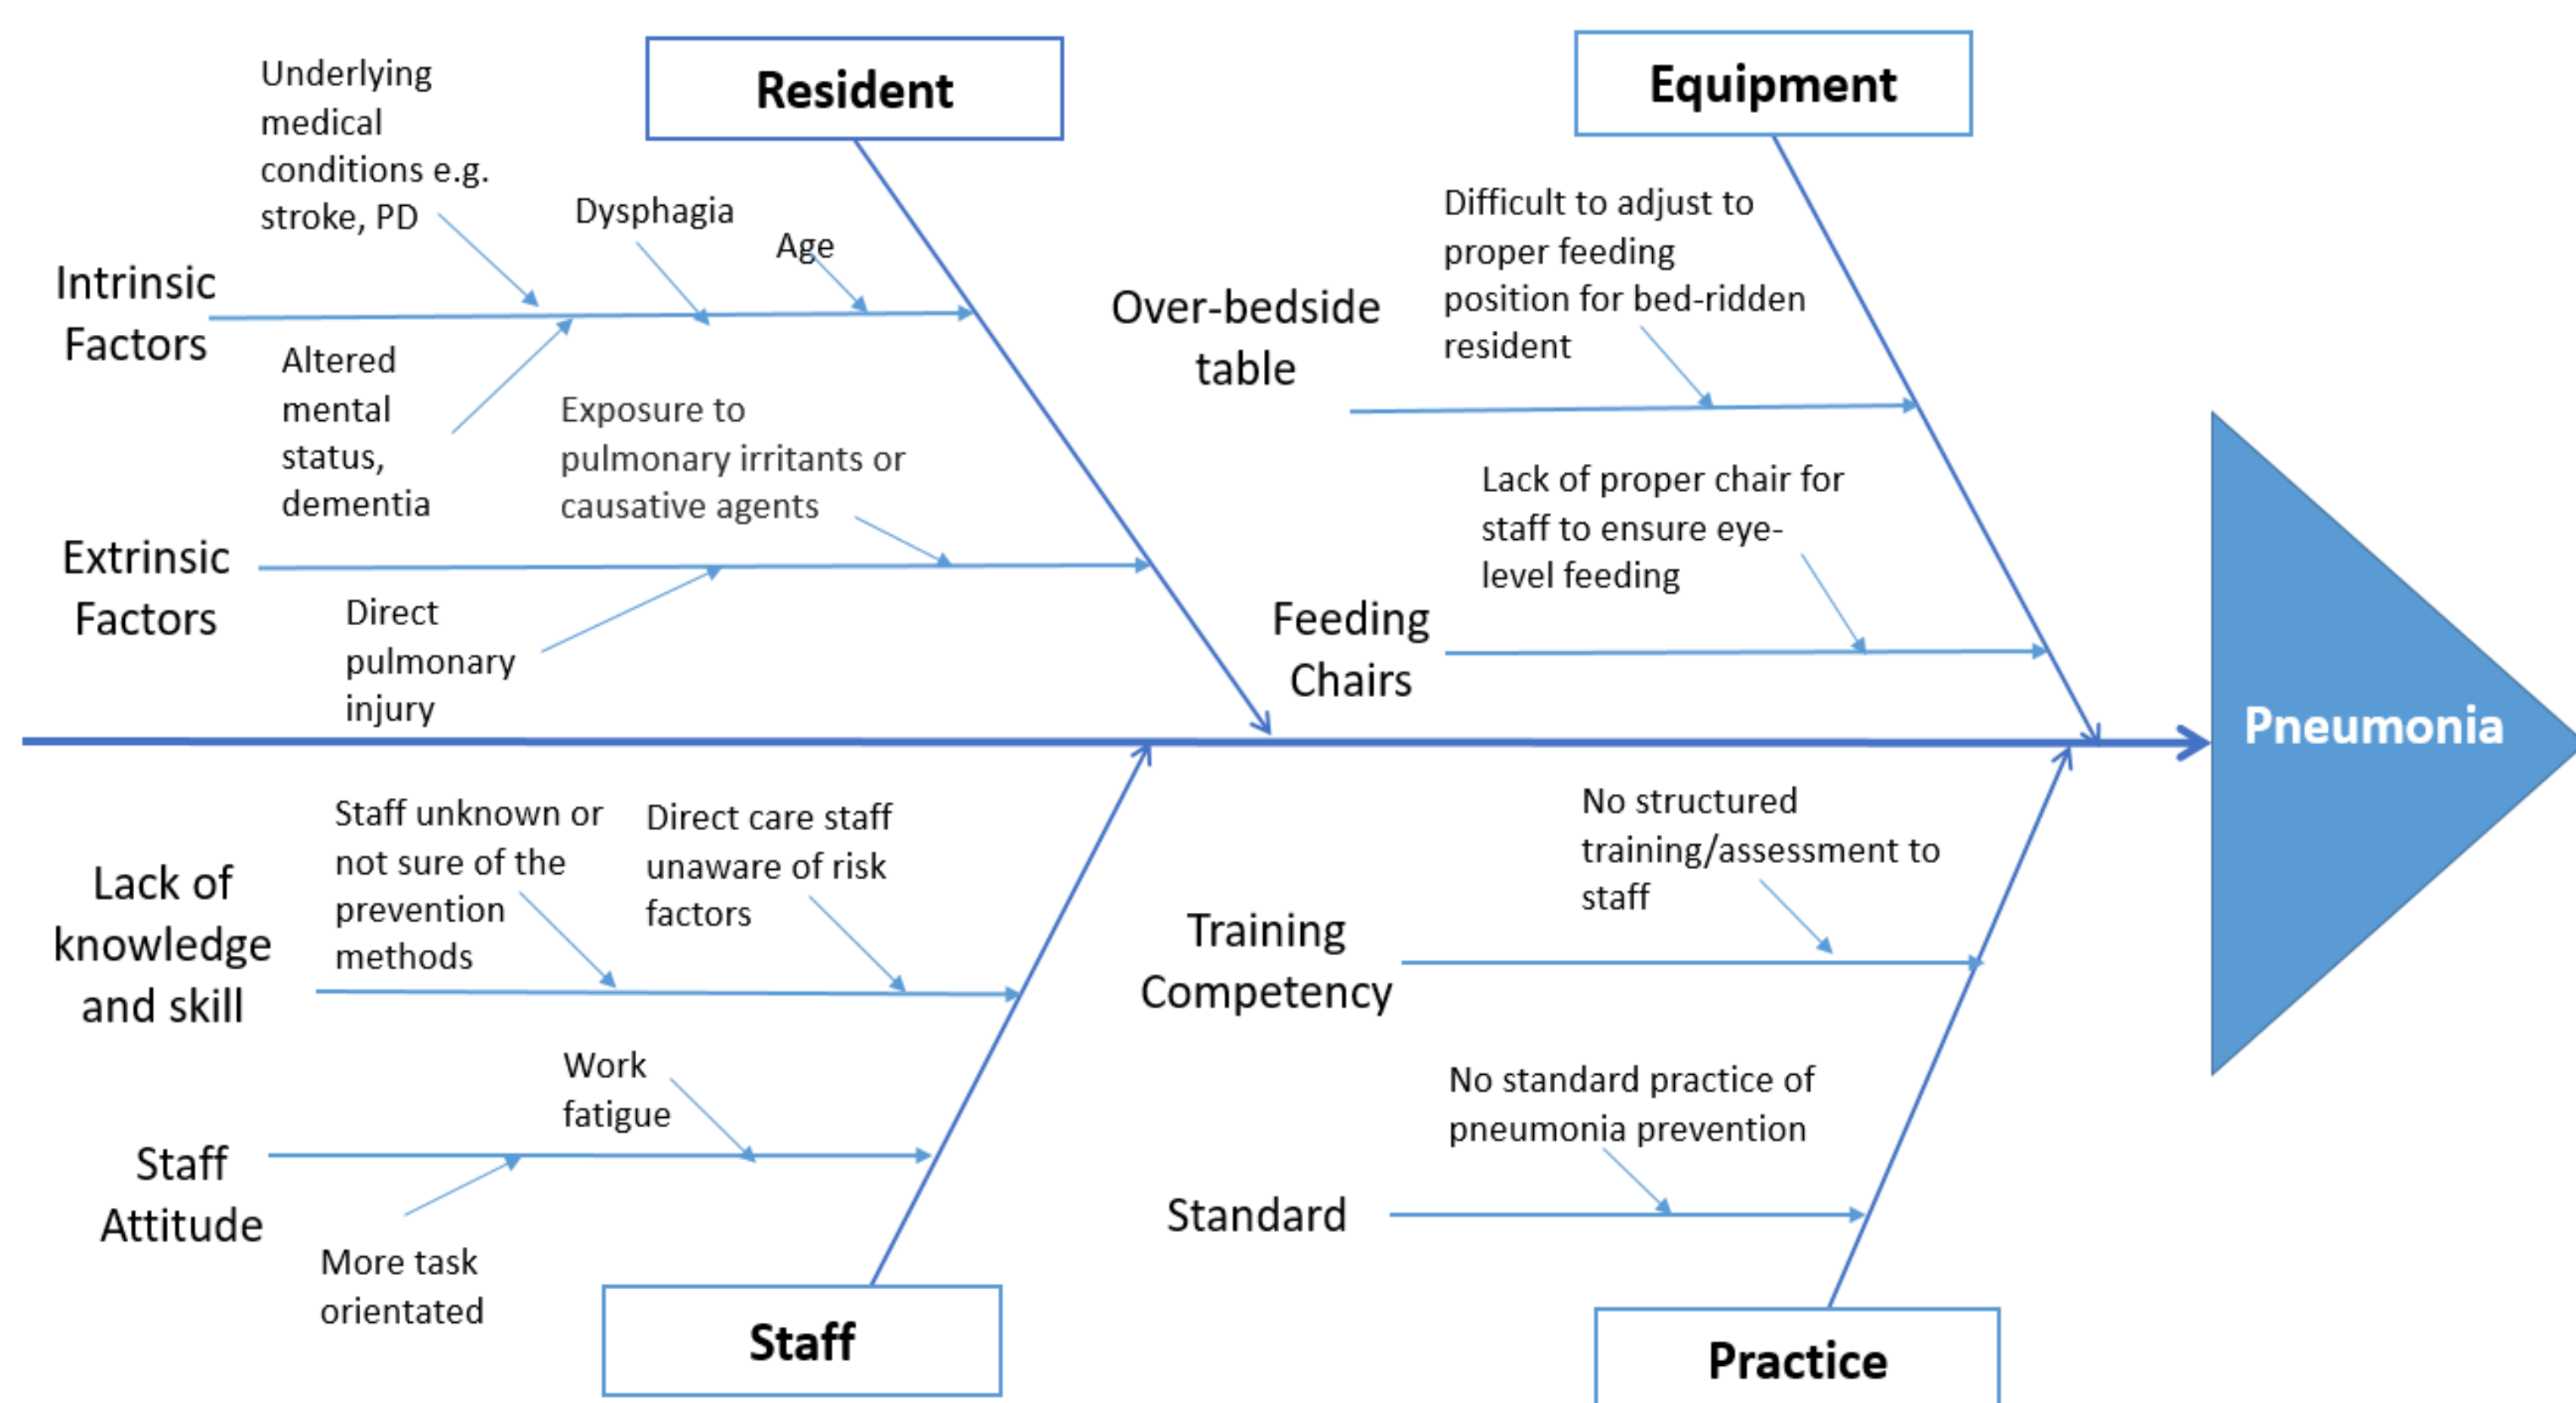 Resident
Equipment
Underlying
medical
conditions e.g.
stroke, PD
Dysphagia
Age
Intrinsic
Factors
Altered
mental
status,
dementia
Exposure to
pulmonary irritants or
causative agents
Extrinsic
Factors
Direct
pulmonary
injury
Difficult to adjust to
proper feeding
position for bed-ridden
resident
Over-bedside
table
Lack of proper chair for
staff to ensure eye-
level feeding
Feeding
Chairs
Pneumonia
Staff unknown or
not sure of the
prevention
methods
Direct care staff
unaware of risk
factors
Lack of
knowledge
and skill
Work
fatigue
Staff
Attitude
More task
orientated
Staff
No structured
training/assessment to
staff
Training
Competency
No standard practice of
pneumonia prevention
Standard
Practice